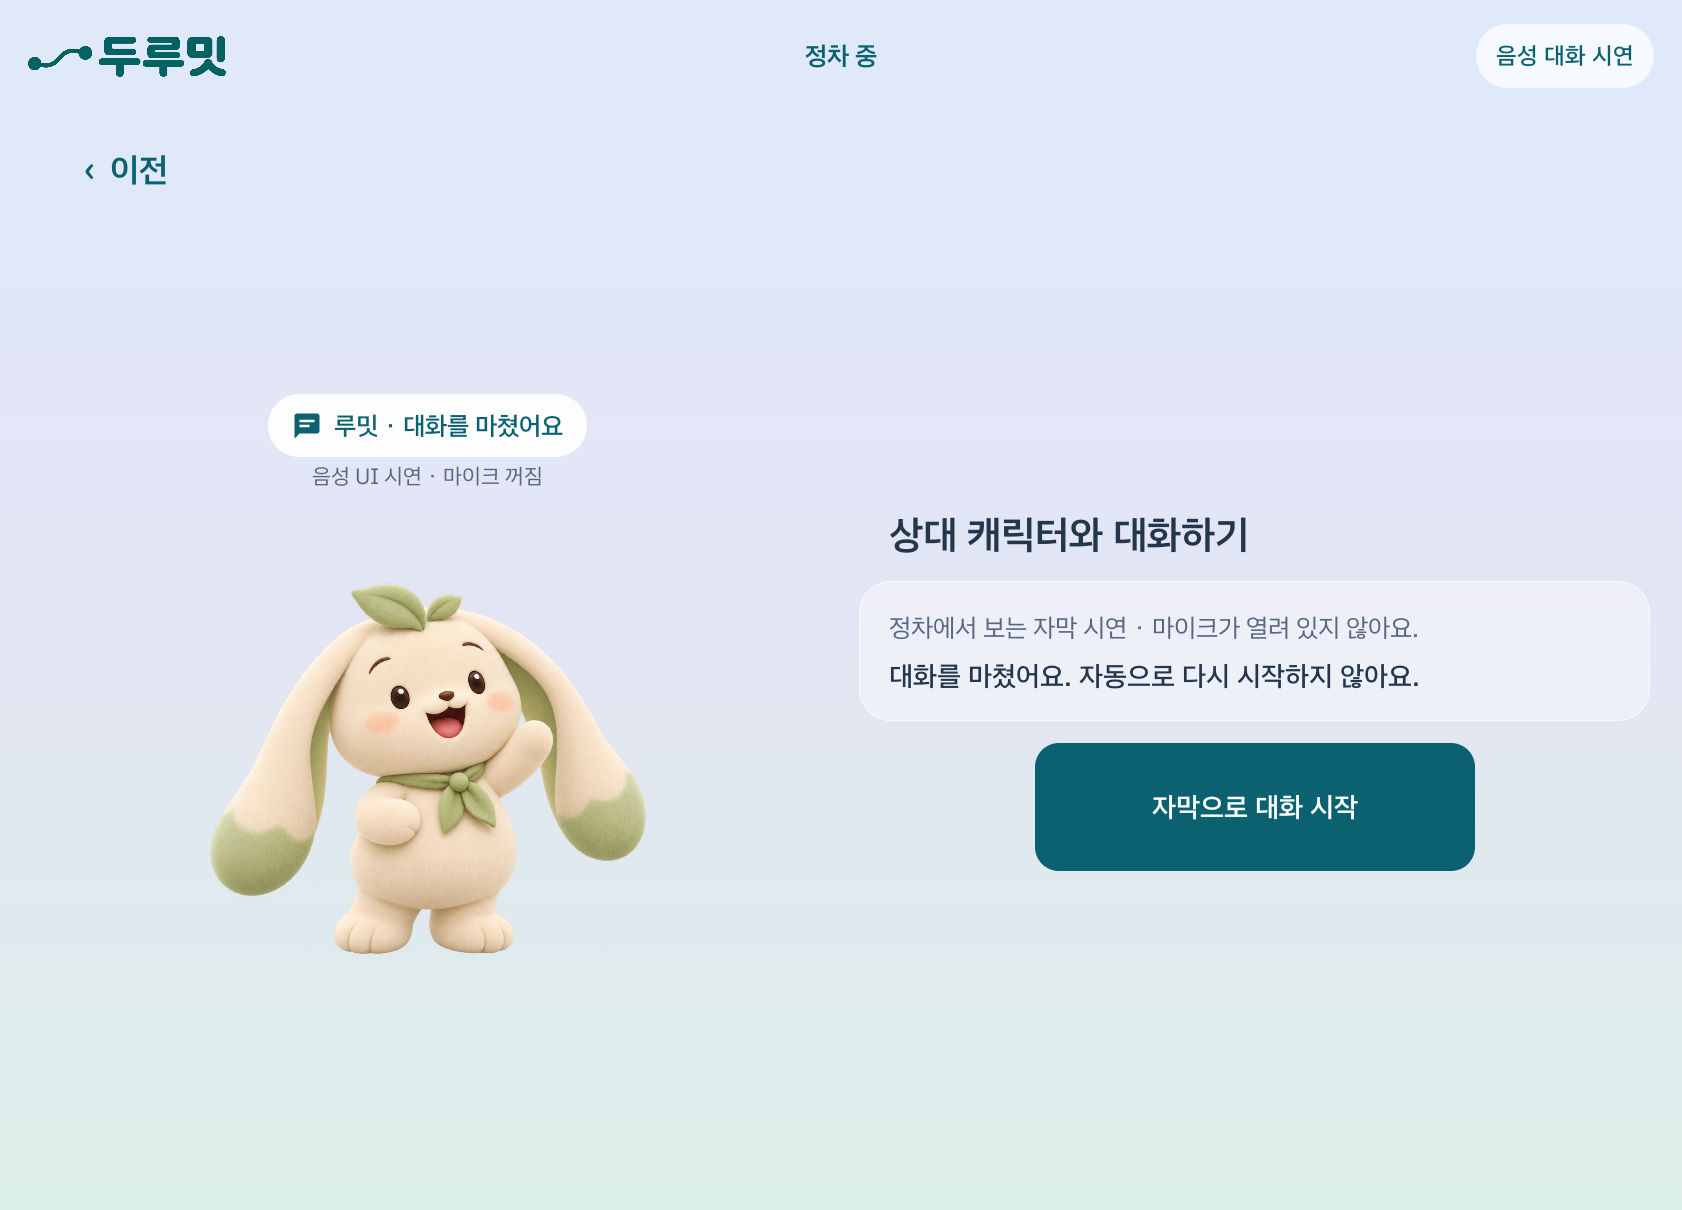 두루밋
정차 중
음성 대화 시연
‹ 이전
루밋 · 대화를 마쳤어요
음성 UI 시연 · 마이크 꺼짐
상대 캐릭터와 대화하기
정차에서 보는 자막 시연 · 마이크가 열려 있지 않아요.
대화를 마쳤어요. 자동으로 다시 시작하지 않아요.
자막으로 대화 시작